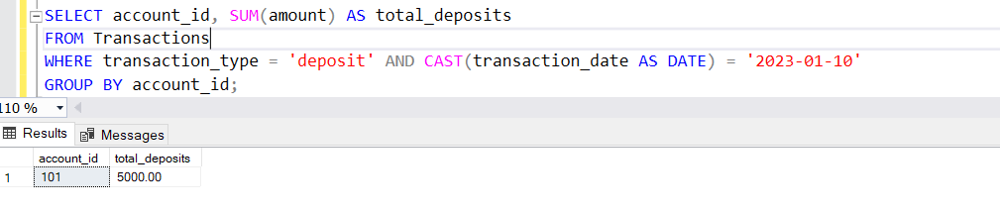 SELECT account_id, SUM(amount) AS total_deposits
FROM Transactions
WHERE transaction_type = 'deposit' AND CAST(transaction_date AS DATE) = '2023-01-10'
GROUP BY account_id;
110 %
Results Messages
account_id total_deposits
1 101 5000.00